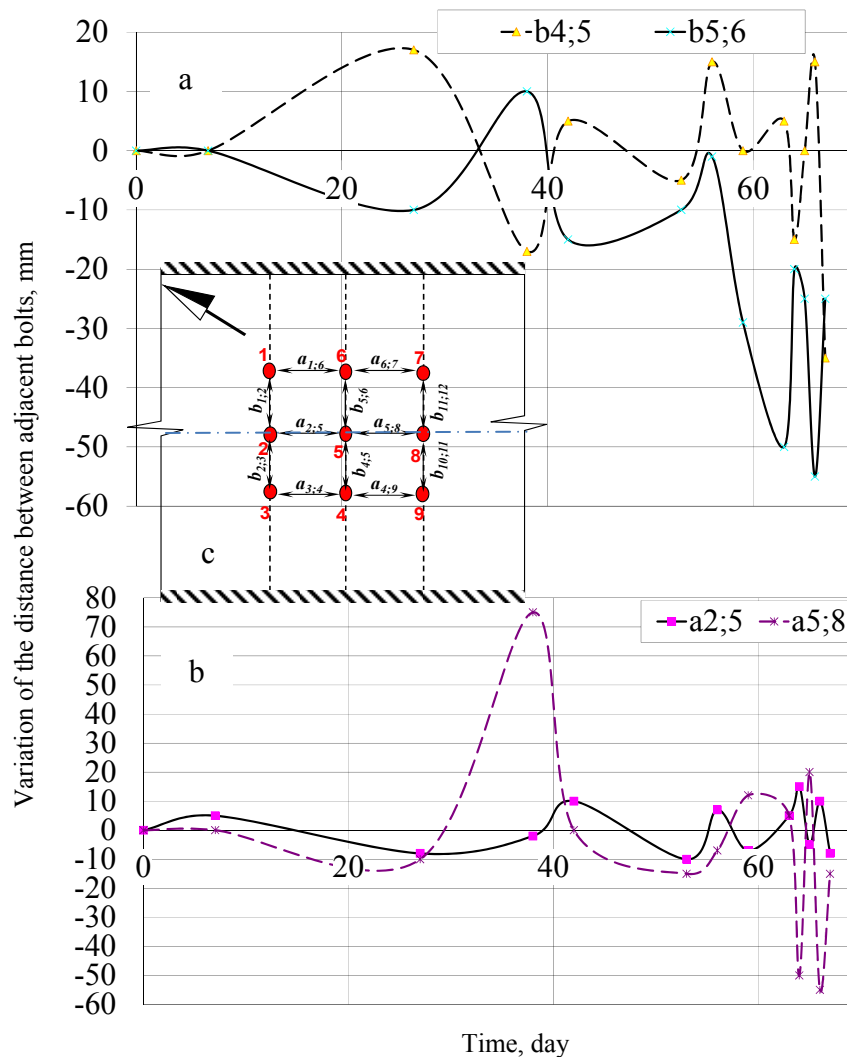 20
-b4;5 b5;6
a
10
0
0 20 40 60
-10
-20
-30
1 6 7
a1;6 a6;7
b1;2 b5;6 b11;12
-40
a2;5 a5;8
2 5 8
-50
b2;3 b4;5 b10;11
a3;4 a4;9
-60
3 4 9
c
Variation of the distance between adjacent bolts, mm
80
a2;5 a5;8
70
60
b
50
40
30
20
10
0
0 20 40 60
-10
-20
-30
-40
-50
-60
Time, day